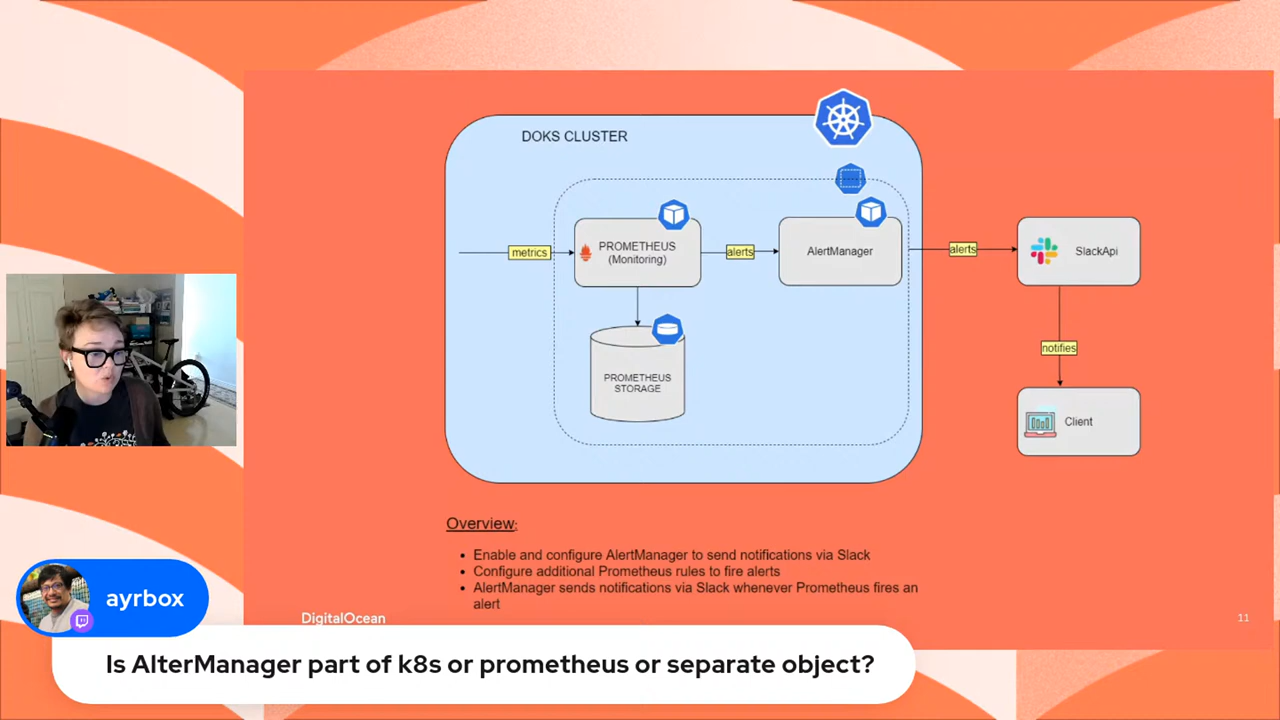 DOKS CLUSTER
metrics
PROMETHEUS
(Monitoring)
alerts
AlertManager
alerts
SlackApi
PROMETHEUS
STORAGE
notifies
Client
Overview:
• Enable and configure AlertManager to send notifications via Slack
• Configure additional Prometheus rules to fire alerts
• AlertManager sends notifications via Slack whenever Prometheus fires an
alert
DigitalOcean
11
ayrbox
Is AlterManager part of k8s or prometheus or separate object?